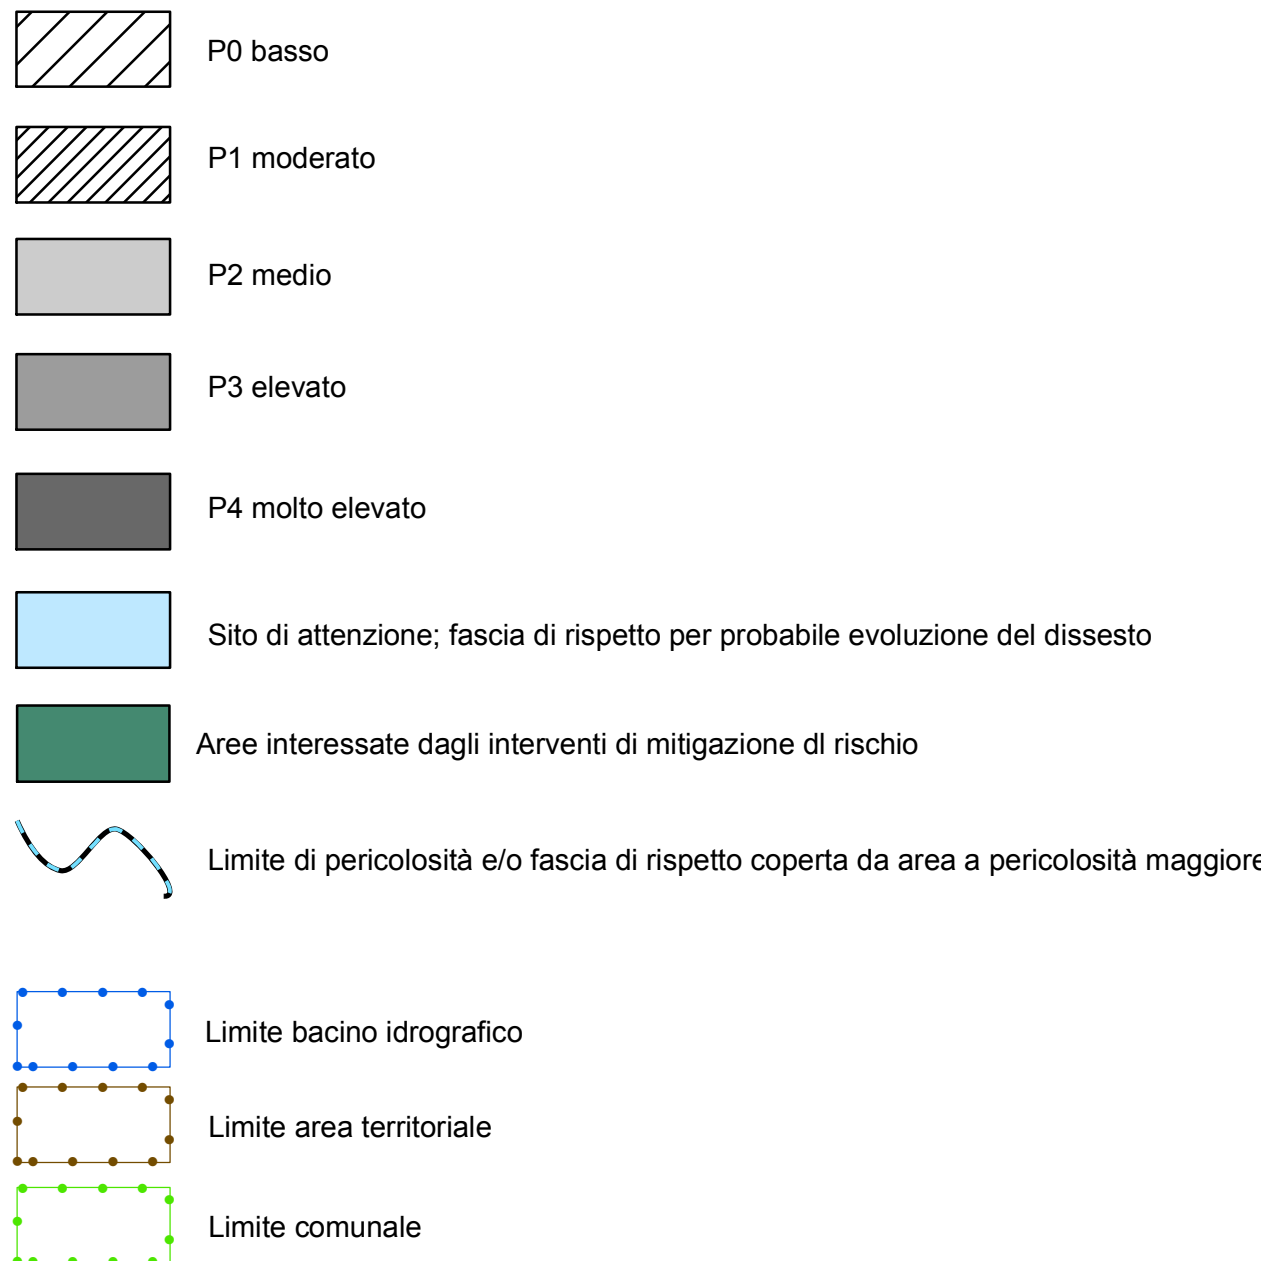 P0 basso
P1 moderato
P2 medio
P3 elevato
P4 molto elevato
Sito di attenzione; fascia di rispetto per probabile evoluzione del dissesto
Aree interessate dagli interventi di mitigazione dl rischio
Limite di pericolosità e/o fascia di rispetto coperta da area a pericolosità maggiore
Limite bacino idrografico
Limite area territoriale
Limite comunale